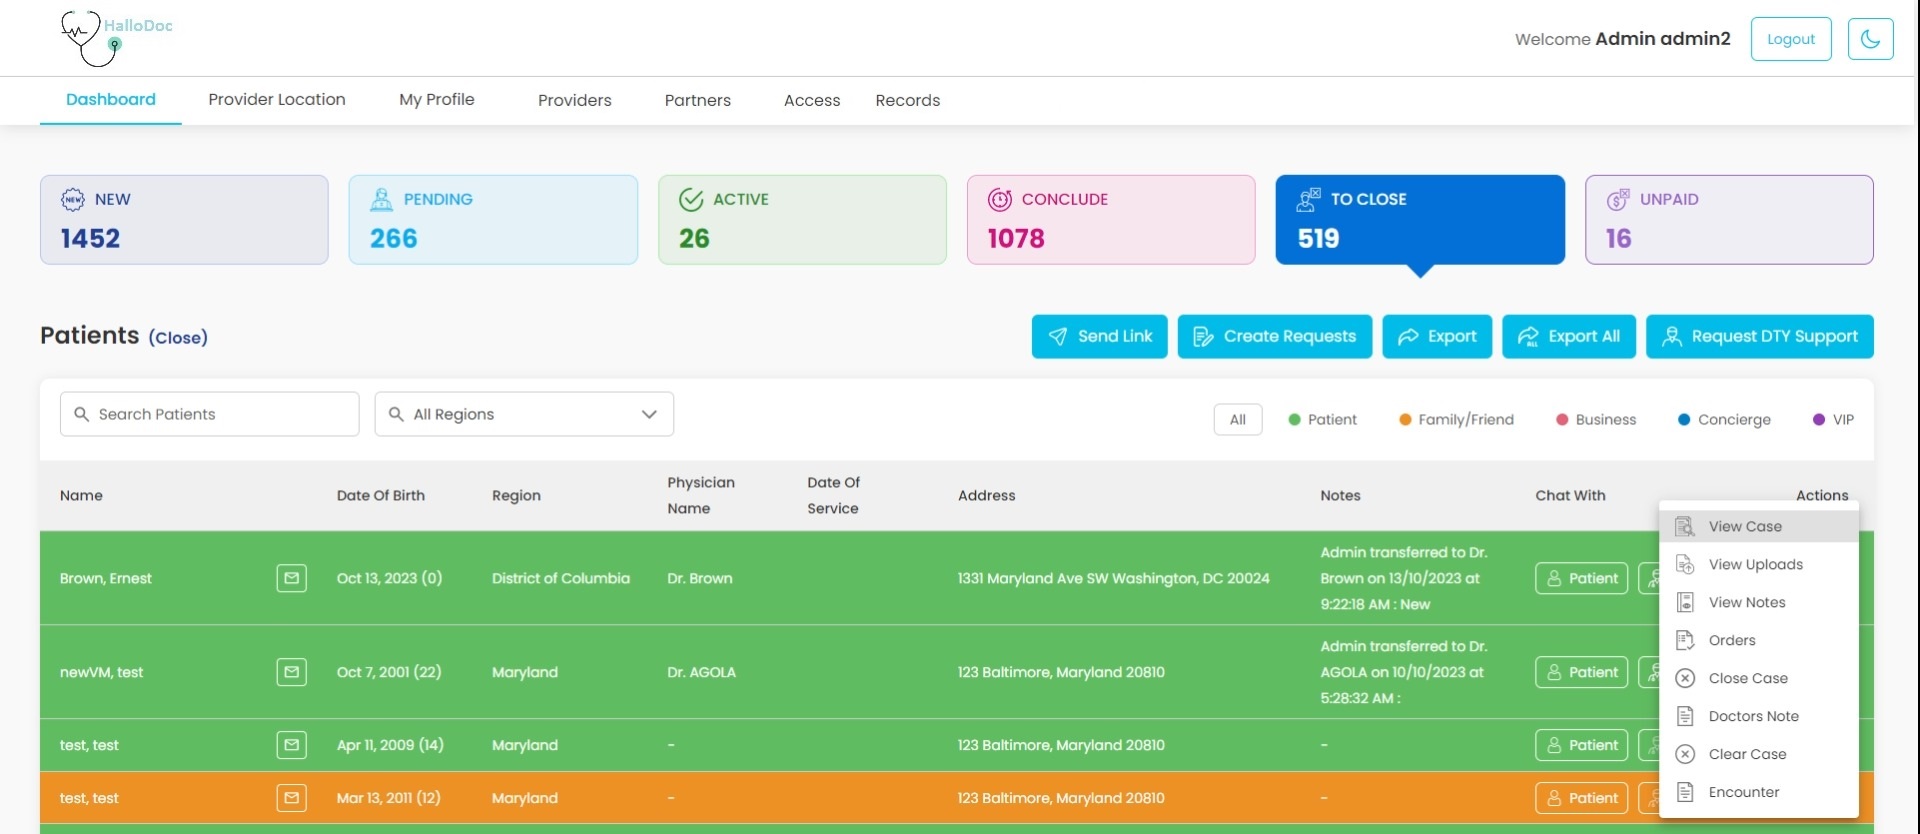 HalloDoc
Welcome Admin admin2
Logout
Dashboard
Provider Location
My Profile
Providers
Partners
Access
Records
NEW
NEW
1452
PENDING
266
ACTIVE
26
CONCLUDE
1078
TO CLOSE
519
UNPAID
16
Patients (Close)
Send Link
Create Requests
Export
ALL
Export All
Request DTY Support
Search Patients
All Regions
All
Patient
Family/Friend
Business
Concierge
VIP
Name
Date Of Birth
Region
Physician
Name
Date Of
Service
Address
Notes
Chat With
Actions
Brown, Ernest
Oct 13, 2023 (0)
District of Columbia
Dr. Brown
1331 Maryland Ave SW Washington, DC 20024
Admin transferred to Dr.
Brown on 13/10/2023 at
9:22:18 AM : New
Patient
newVM, test
Oct 7, 2001 (22)
Maryland
Dr. AGOLA
123 Baltimore, Maryland 20810
Admin transferred to Dr.
AGOLA on 10/10/2023 at
5:28:32 AM :
Patient
test, test
Apr 11, 2009 (14)
Maryland
-
123 Baltimore, Maryland 20810
-
Patient
test, test
Mar 13, 2011 (12)
Maryland
-
123 Baltimore, Maryland 20810
-
Patient
View Case
View Uploads
View Notes
Orders
Close Case
Doctors Note
Clear Case
Encounter